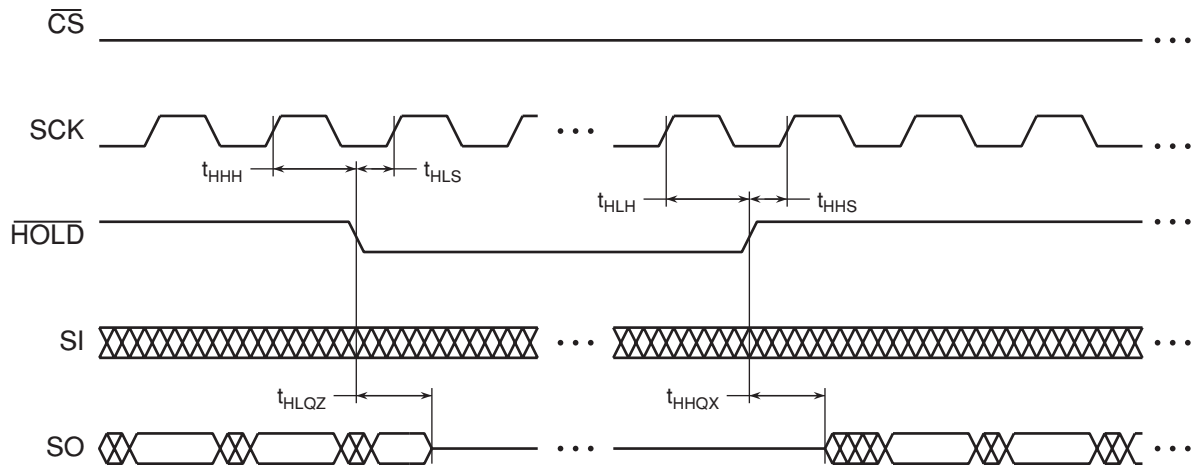 CS
SCK
tHHH
tHLS
tHLH
tHHS
HOLD
SI
tHLQZ
tHHQX
SO